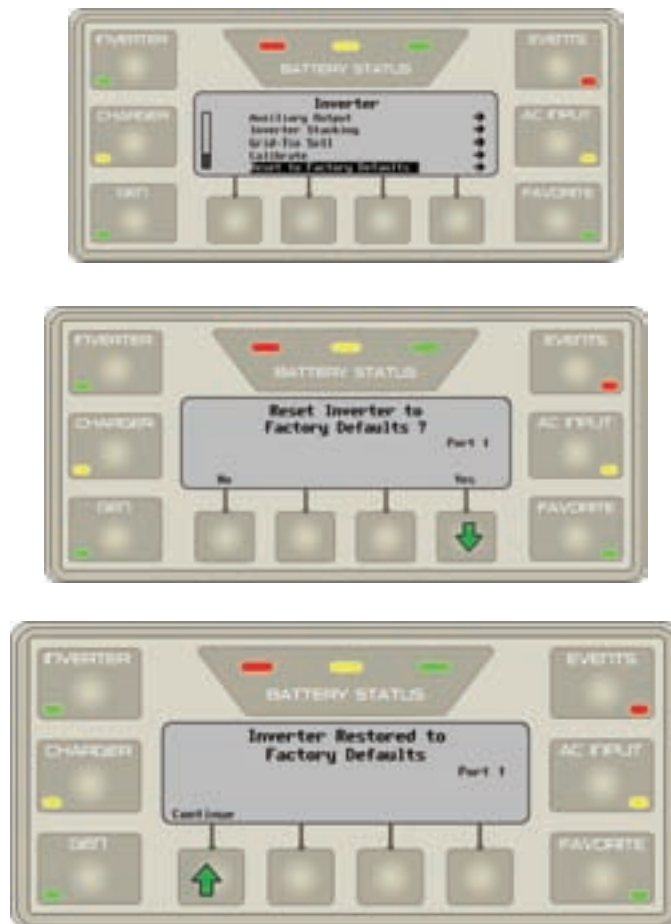 INVERTER
EVENTS
BATTERY STATUS
CHARGER
AC INPUT
Inverter
Auxiliary Output
Inverter Stacking
Grid-Tie Sell
Calibrate
Reset to Factory Defaults
GEN
FAVORITE
INVERTER
EVENTS
BATTERY STATUS
CHARGER
AC INPUT
Reset Inverter to
Factory Defaults ?
Port 1
No Yes
GEN
FAVORITE
INVERTER
EVENTS
BATTERY STATUS
CHARGER
AC INPUT
Inverter Restored to
Factory Defaults
Port 1
Continue
GEN
FAVORITE